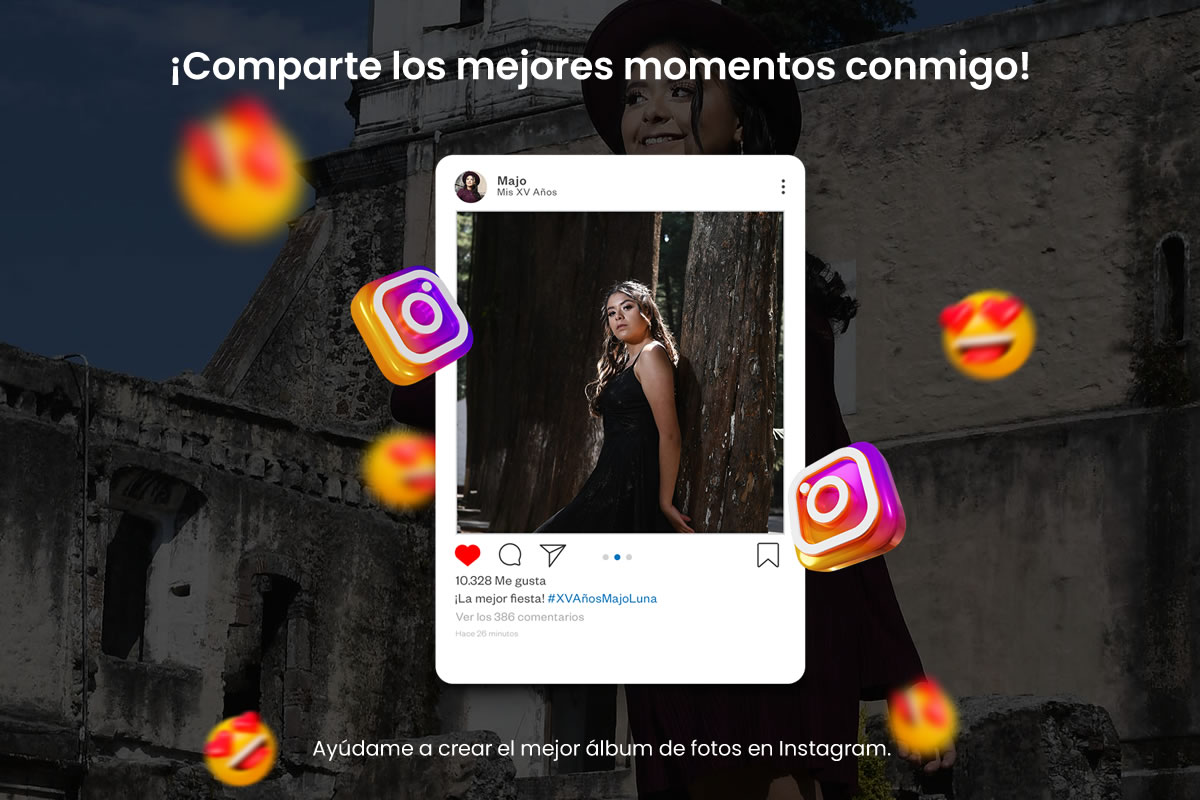 ¡Comparte los mejores momentos conmigo!
Majo
Mis XV Años
10.328 Me gusta
¡La mejor fiesta! #XVAñosMajoLuna
Ver los 386 comentarios
Hace 26 minutos
Ayúdame a crear el mejor álbum de fotos en Instagram.